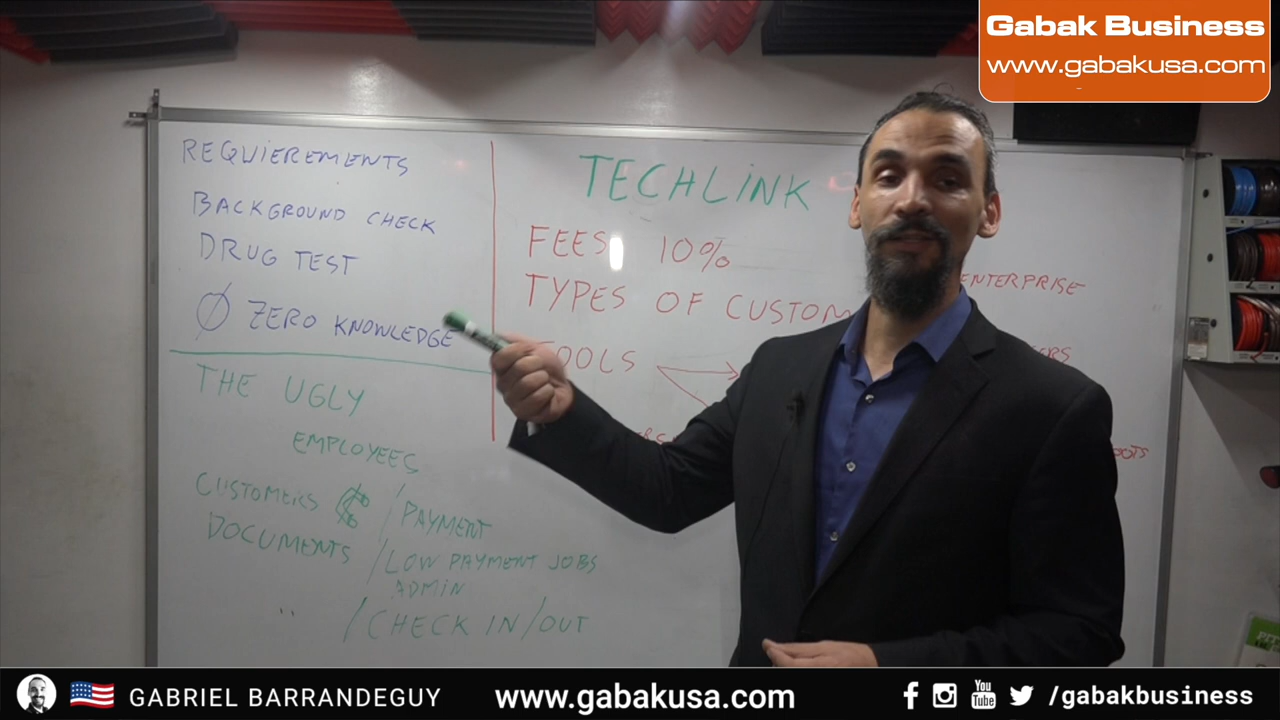 Gabak Business
www.gabakusa.com
REQUIEREMENTS
BACKGROUND CHECK
DRUG TEST
Ø ZERO KNOWLEDGE
THE UGLY
EMPLOYEES
CUSTOMERS $ / PAYMENT
DOCUMENTS / LOW PAYMENT JOBS
ADMIN
/ CHECK IN/OUT
TECHLINK
FEES 10%
TYPES OF CUSTOM
ENTERPRISE
TOOLS
GABRIEL BARRANDEGUY
www.gabakusa.com
You Tube
/gabakbusiness